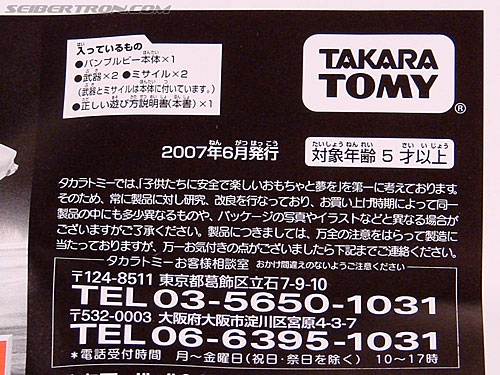 SEIBERTRON.COM
入っているもの
●バンブルビー本体×1
●武器×2 ●ミサイル×2
(武器とミサイルは本体に付いています。)
●正しい遊び方説明書(本書)×1
TAKARA
TOMY
®
2007年6月発行
対象年齢 5 才以上
タカラトミーでは、「子供たちに安全で楽しいおもちゃと夢を」を第一に考えております。
そのため、常に製品に対し研究、改良を行なっており、お買い上げ時期によって同一
製品の中にも多少異なるものや、パッケージの写真やイラストなどと異なる場合が
ございますがご了承ください。製品につきましては、万全の注意をはらって製造に
当たっておりますが、万一お気付きの点がございましたら下記までご連絡ください。
タカラトミーお客様相談室 おかけ間違えのないようご注意ください
〒124-8511 東京都葛飾区立石7-9-10
TEL 03-5650-1031
〒532-0003 大阪府大阪市淀川区宮原4-3-7
TEL 06-6395-1031
*電話受付時間 月〜金曜日(祝日・祭日を除く) 10〜17時